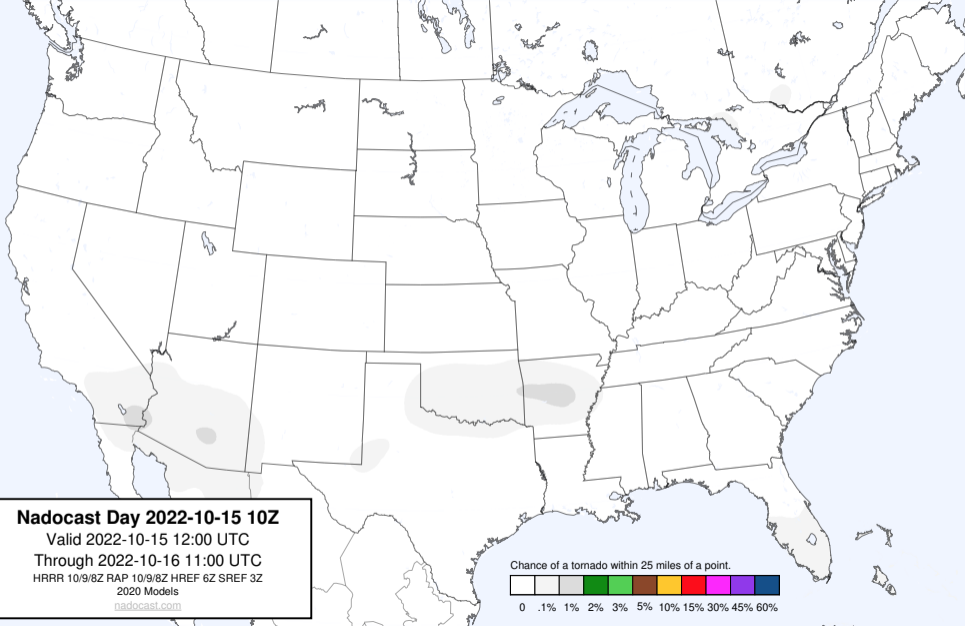 Nadocast Day 2022-10-15 10Z
Valid 2022-10-15 12:00 UTC
Through 2022-10-16 11:00 UTC
HRRR 10/9/8Z RAP 10/9/8Z HREF 6Z SREF 3Z
2020 Models
nadocast.com
Chance of a tornado within 25 miles of a point.
0 .1% 1% 2% 3% 5% 10% 15% 30% 45% 60%